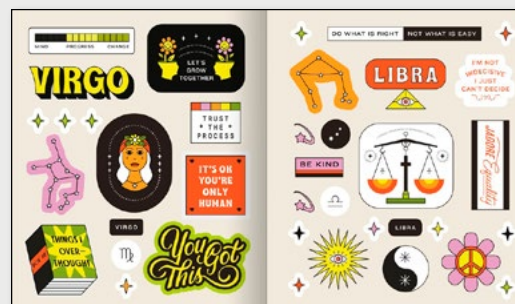 MIND PROGRESS CHANGE
LET'S
GROW
TOGETHER
VIRGO
TRUST
THE
PROCESS
IT'S OK
YOU'RE
ONLY
HUMAN
THINGS I
OVER-
THOUGHT
VIRGO
You Got
This
DO WHAT IS RIGHT NOT WHAT IS EASY
LIBRA
I'M NOT
INDECISIVE
I JUST
CAN'T DECIDE
BE KIND
Equality
LIBRA